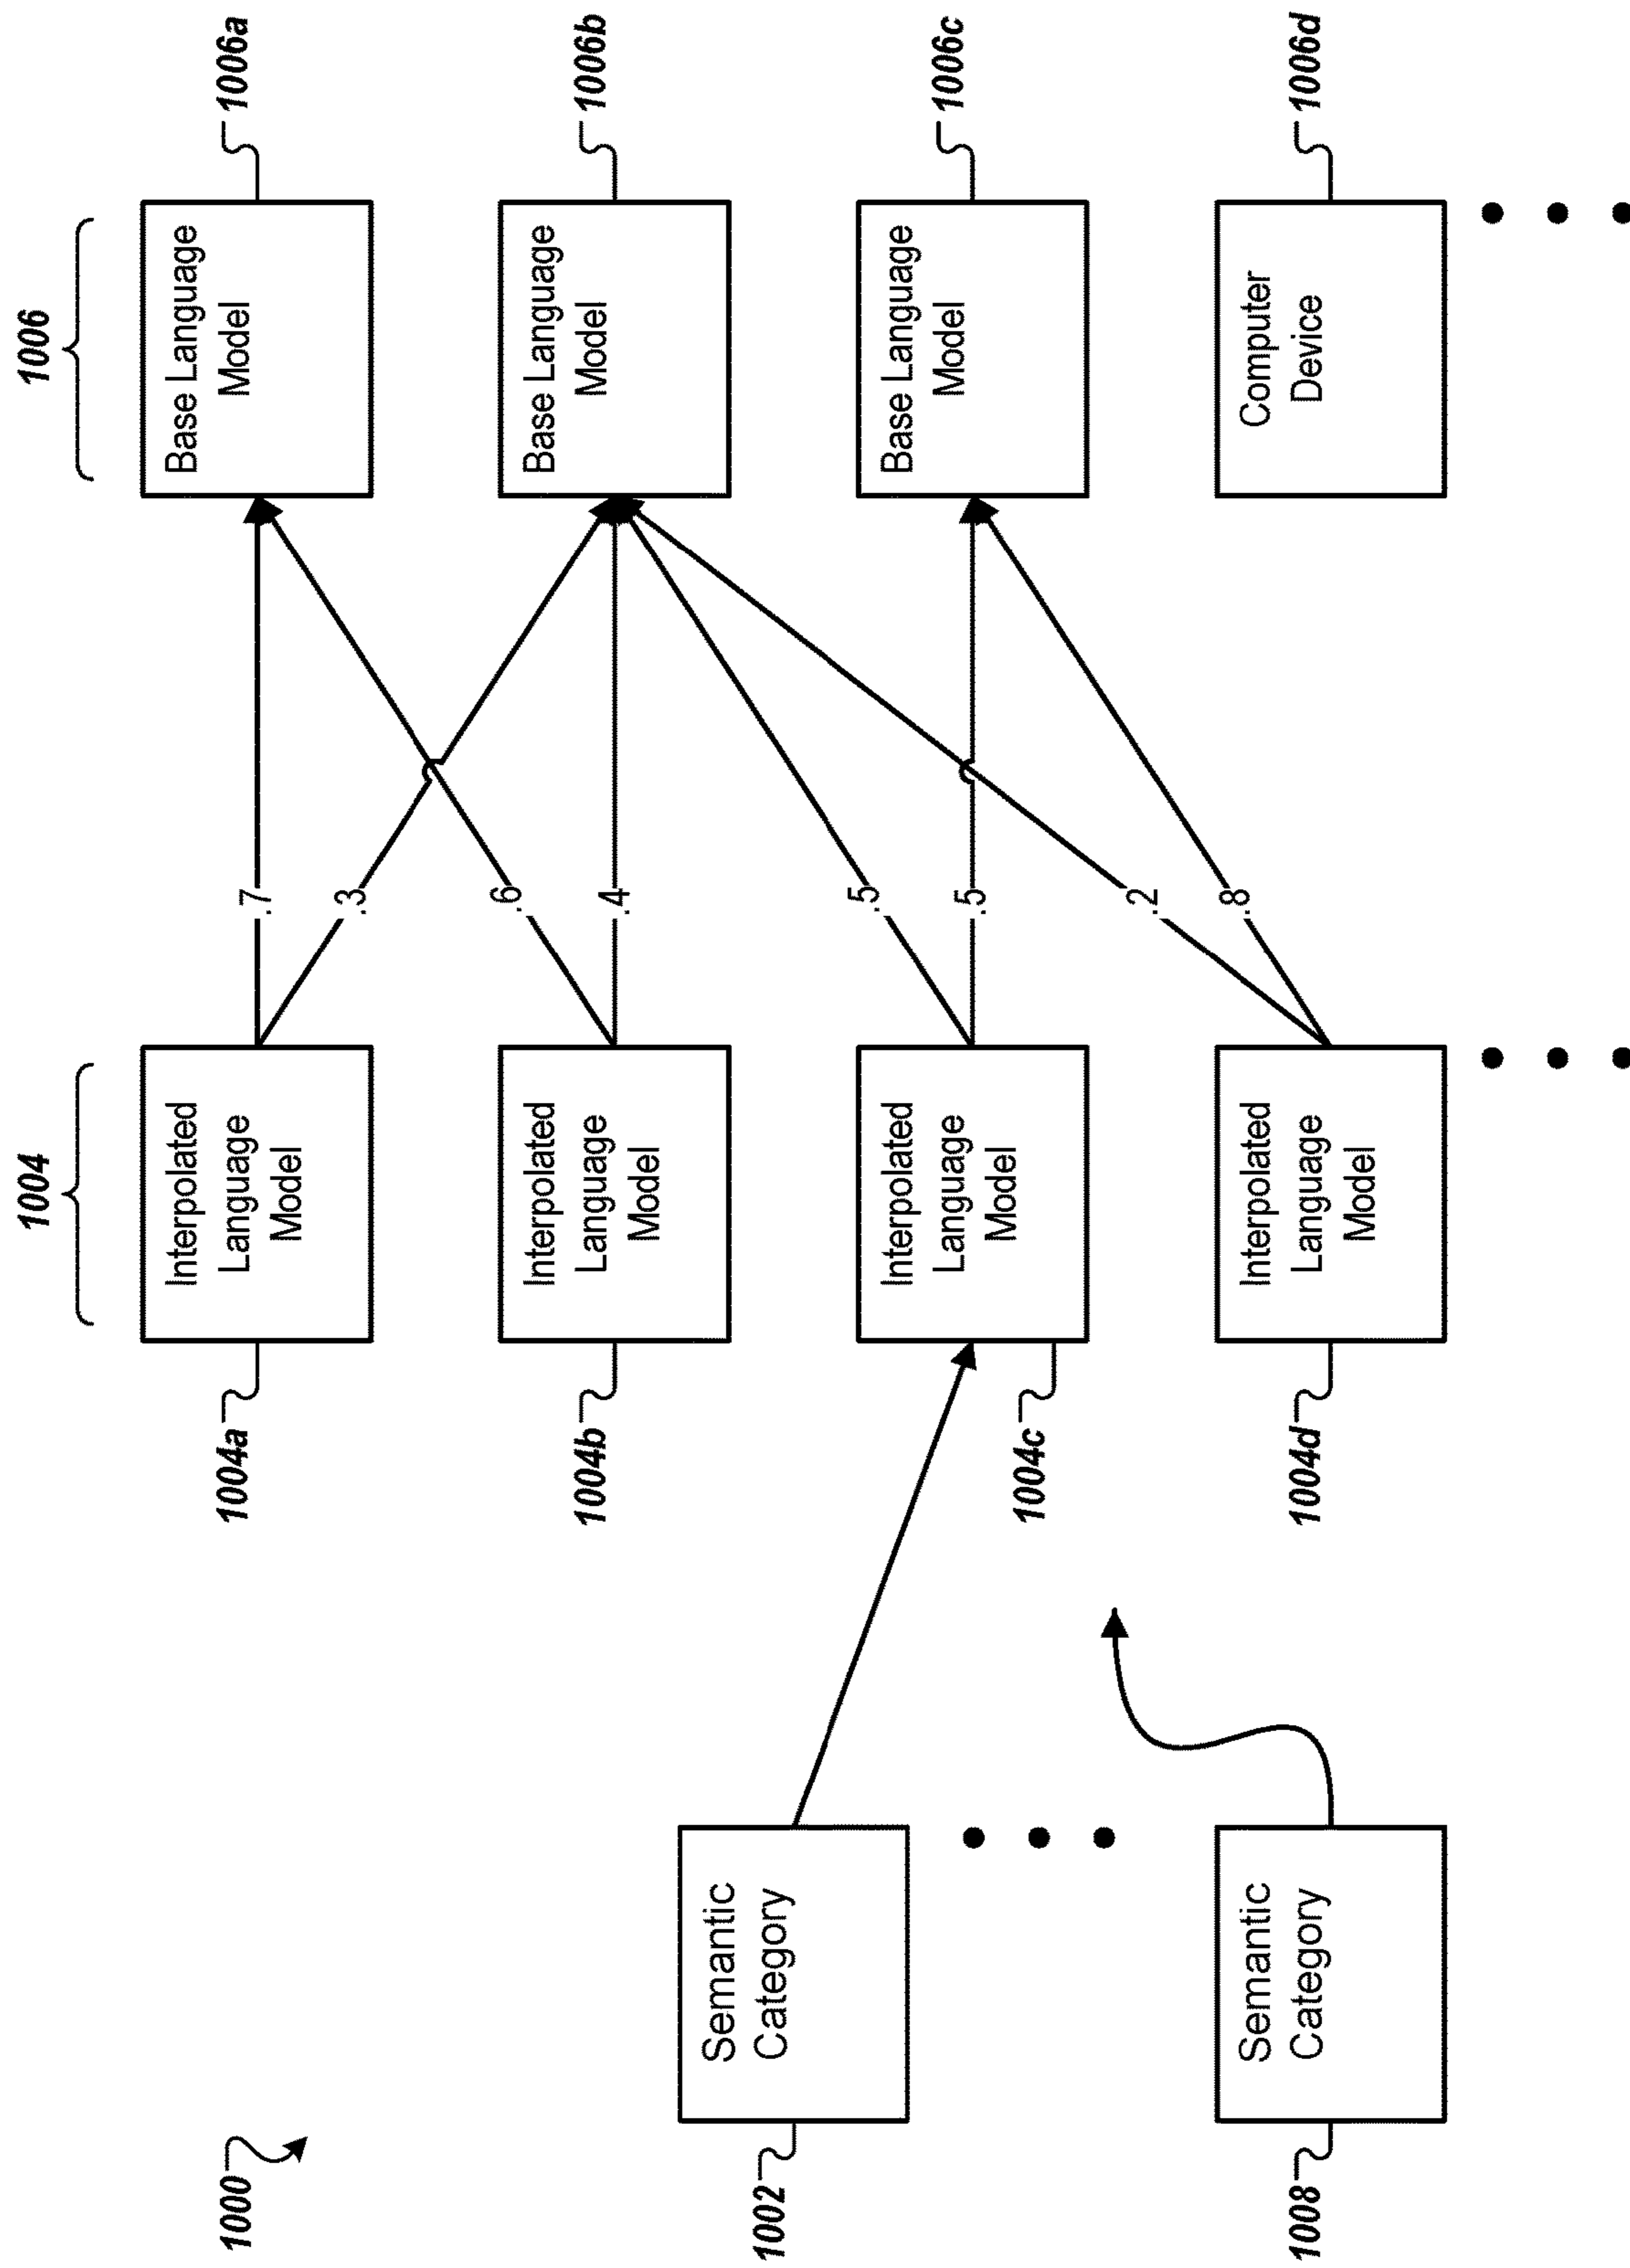 1000
1004
1006
1004a
Interpolated
Language
Model
.7
.3
Base Language
Model
1006a
1004b
Interpolated
Language
Model
.6
.4
Base Language
Model
1006b
1002
Semantic
Category
1004c
Interpolated
Language
Model
.5
.5
Base Language
Model
1006c
1008
Semantic
Category
1004d
Interpolated
Language
Model
.2
.8
Computer
Device
1006d